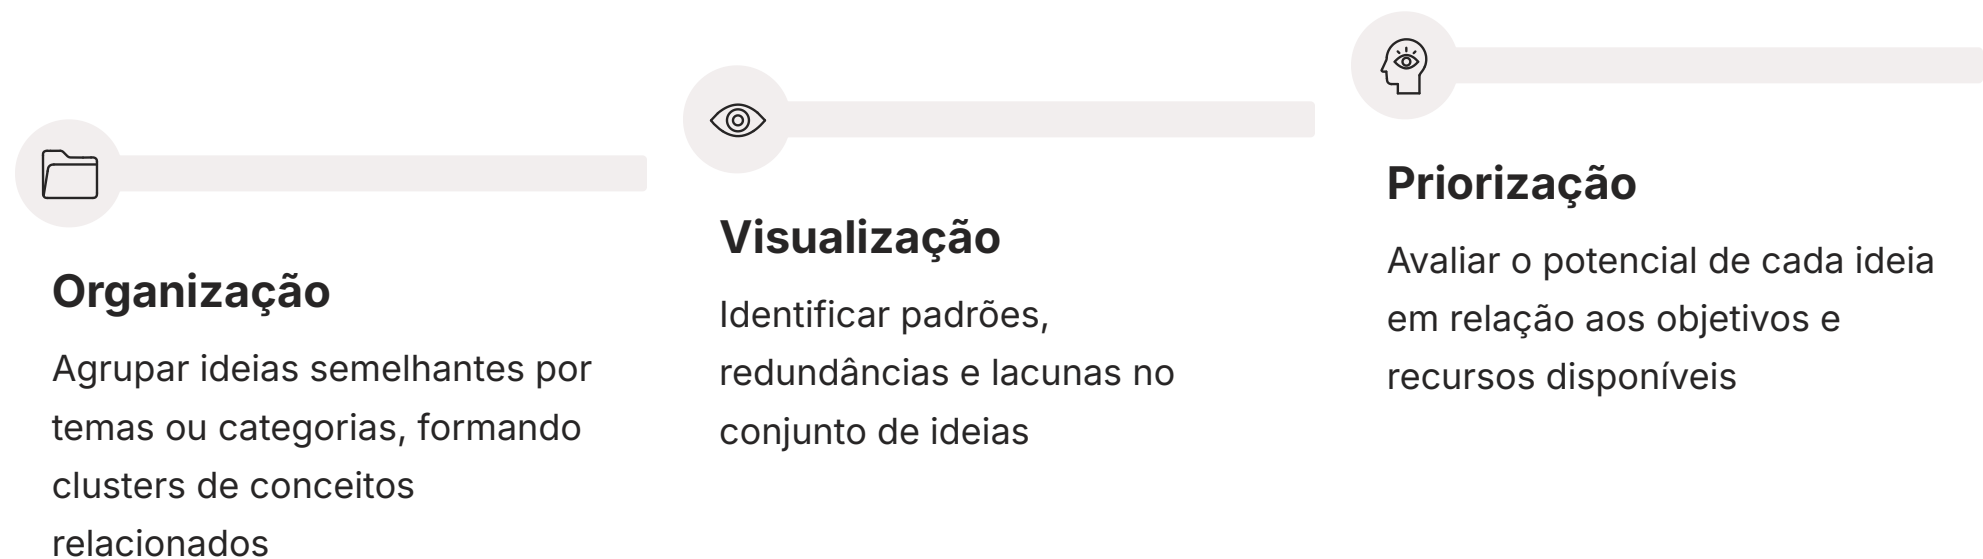 Organização
Agrupar ideias semelhantes por
temas ou categorias, formando
clusters de conceitos
relacionados
Visualização
Identificar padrões,
redundâncias e lacunas no
conjunto de ideias
Priorização
Avaliar o potencial de cada ideia
em relação aos objetivos e
recursos disponíveis